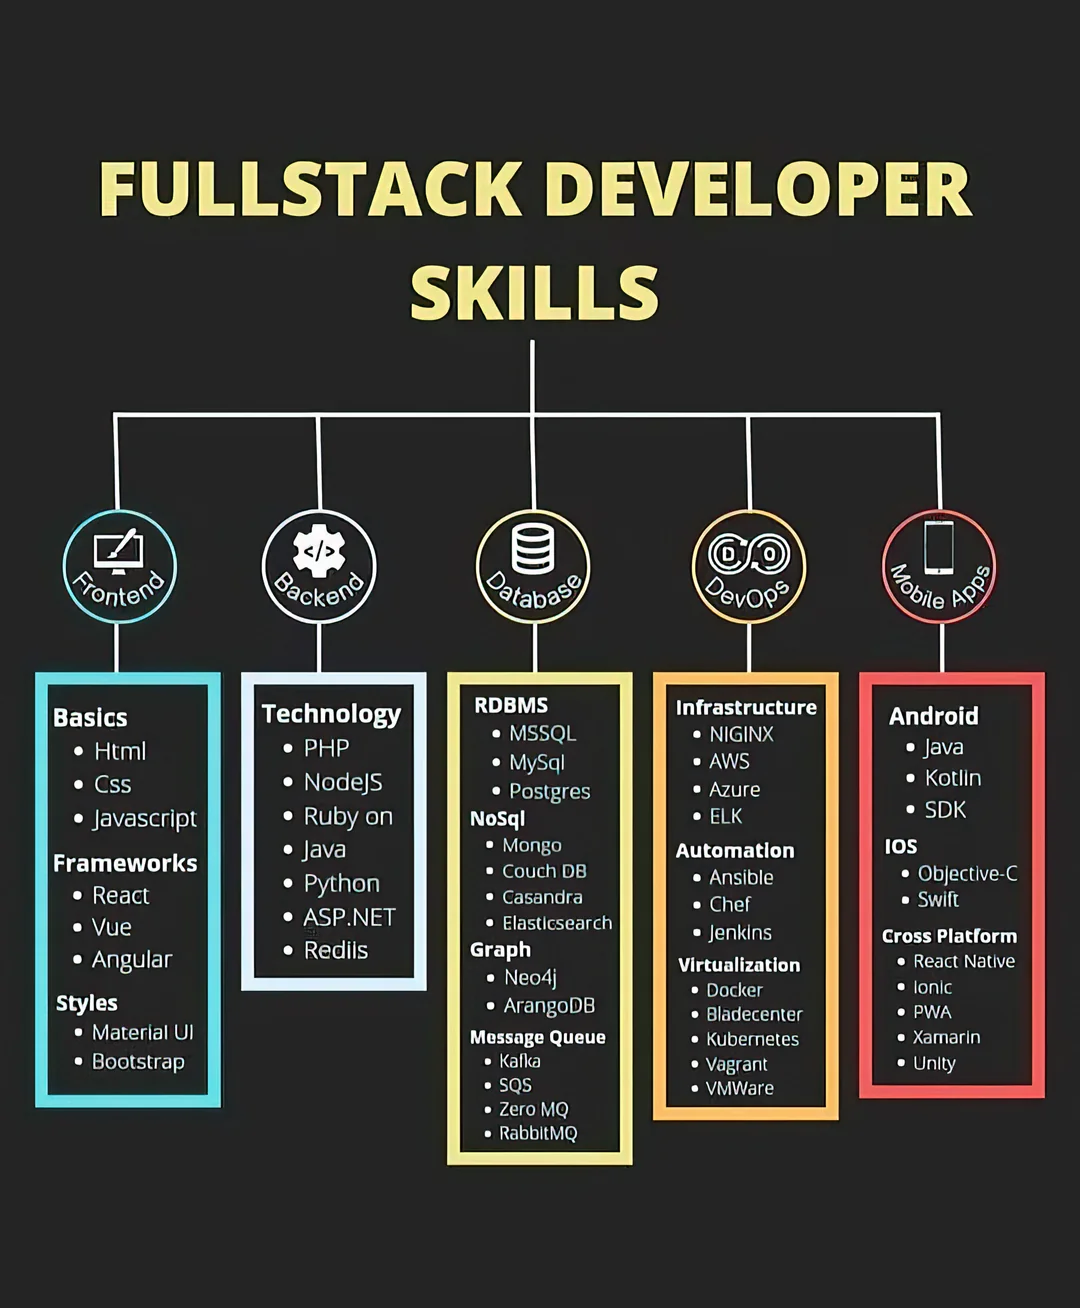 FULLSTACK DEVELOPER
SKILLS
Frontend
Backend
Database
DO
DevOps
Mobile Apps
Basics
• Html
• Css
• Javascript
Frameworks
• React
• Vue
• Angular
Styles
• Material UI
• Bootstrap
Technology
• PHP
• NodeJS
• Ruby on
• Java
• Python
• ASP.NET
• Rediis
RDBMS
• MSSQL
• MySql
• Postgres
NoSql
• Mongo
• Couch DB
• Casandra
• Elasticsearch
Graph
• Neo4j
• ArangoDB
Message Queue
• Kafka
• SQS
• Zero MQ
• RabbitMQ
Infrastructure
• NIGINX
• AWS
• Azure
• ELK
Automation
• Ansible
• Chef
• Jenkins
Virtualization
• Docker
• Bladecenter
• Kubernetes
• Vagrant
• VMWare
Android
• Java
• Kotlin
• SDK
IOS
• Objective-C
• Swift
Cross Platform
• React Native
• Ionic
• PWA
• Xamarin
• Unity